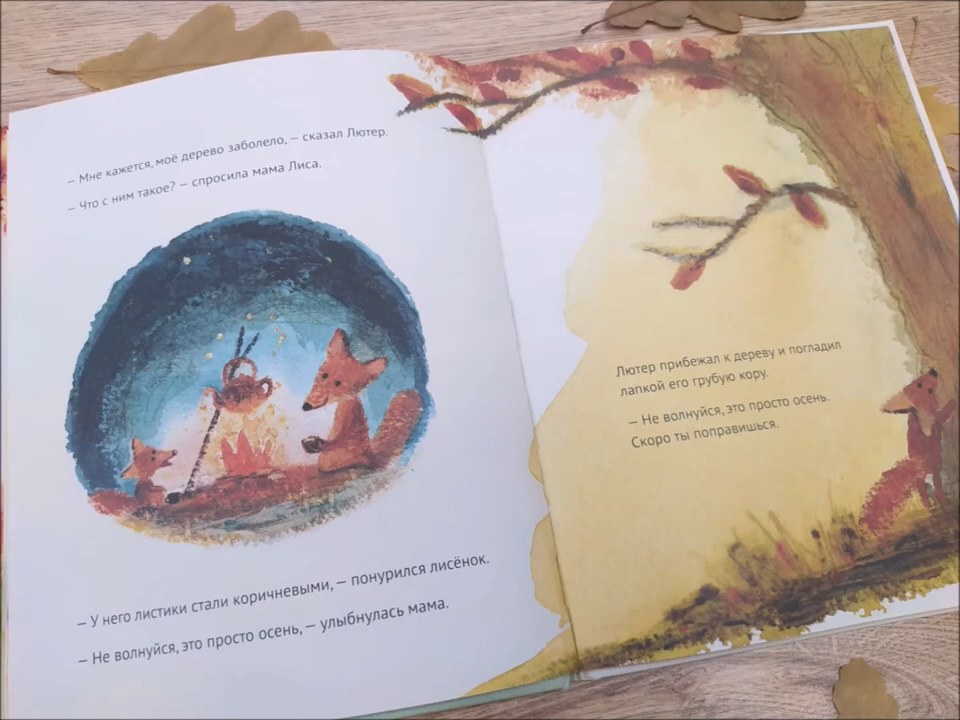 — Мне кажется, моё дерево заболело, — сказал Лютер.
— Что с ним такое? — спросила мама Лиса.
— У него листики стали коричневыми, — понурился лисёнок.
— Не волнуйся, это просто осень, — улыбнулась мама.
Лютер прибежал к дереву и погладил
лапкой его грубую кору.
— Не волнуйся, это просто осень.
Скоро ты поправишься.